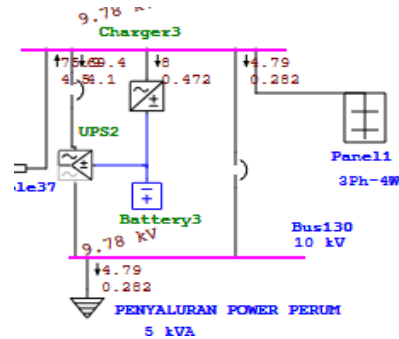 9.78 kV
Charger3
8
4.79
0.472
0.282
UPS2
Panel1
3Ph-4W
Battery3
9.78 kV
Bus130
10 kV
4.79
0.282
PENYALURAN POWER PERUM
5 kVA